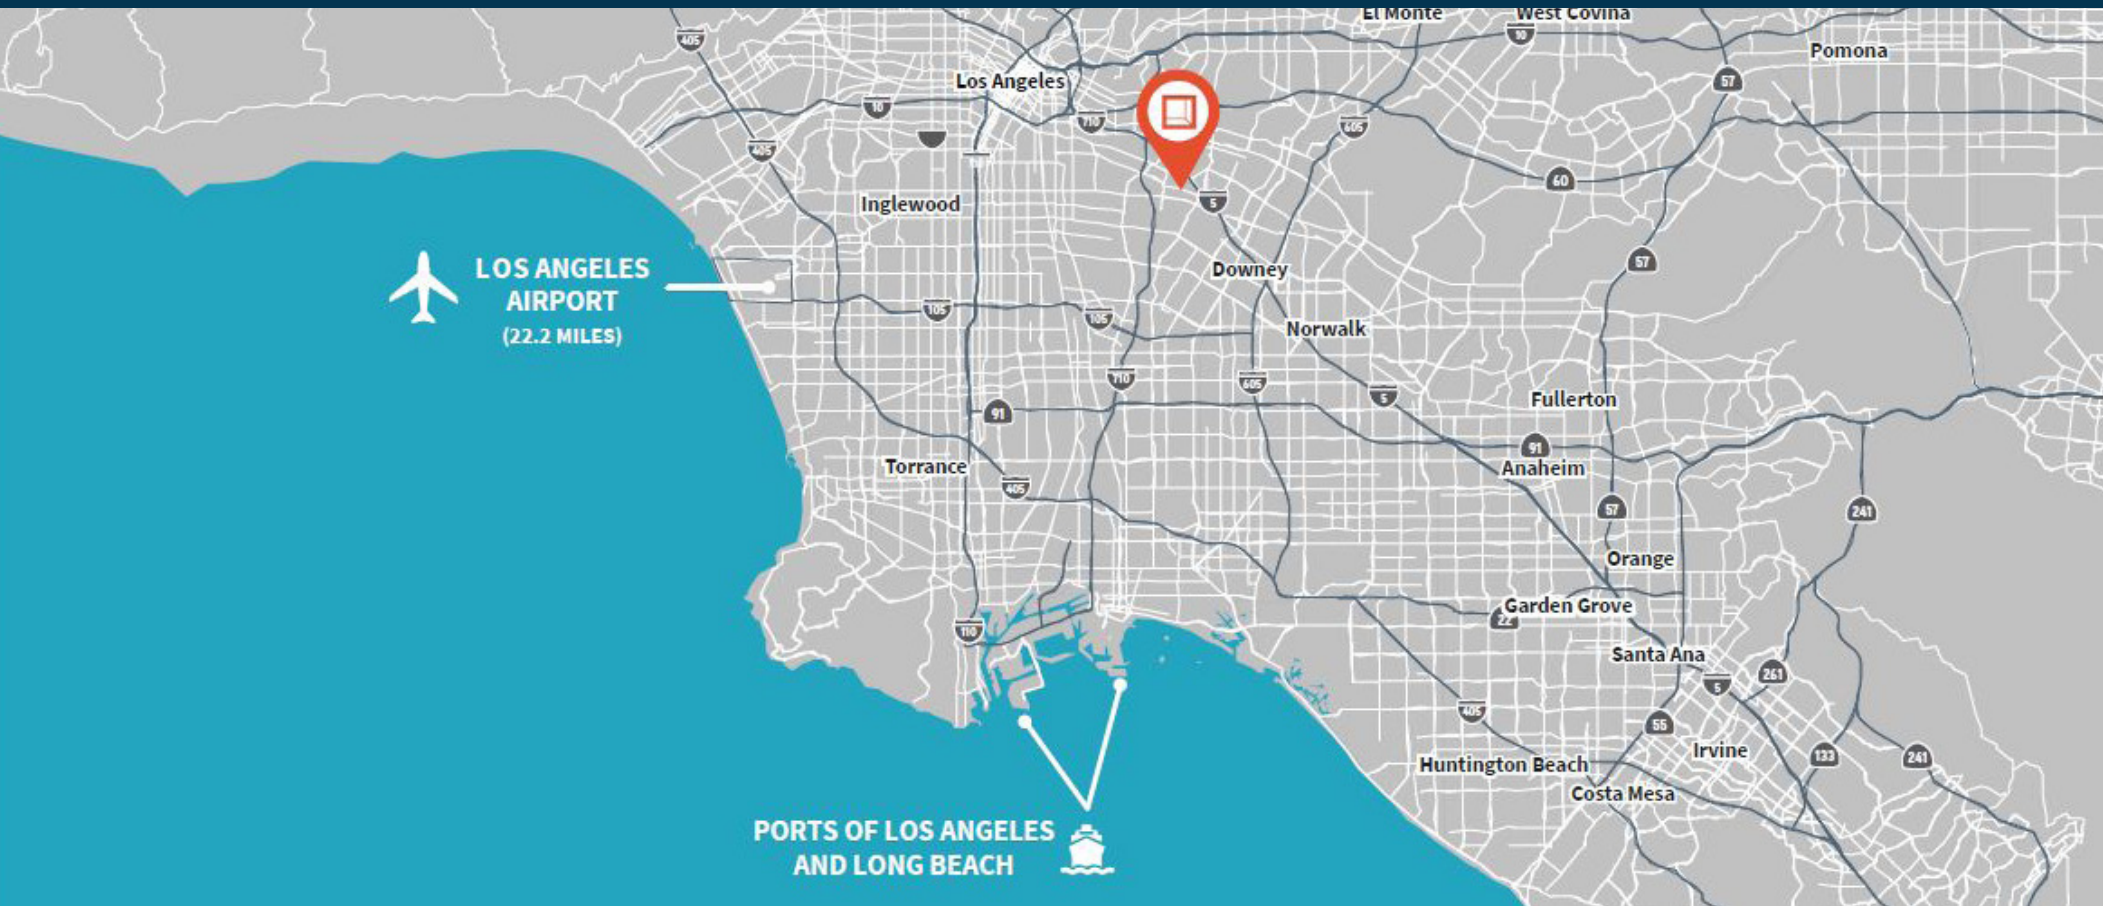 El Monte
West Covina
405
10
Pomona
57
Los Angeles
10
710
605
405
60
5
Inglewood
57
LOS ANGELES
AIRPORT
(22.2 MILES)
Downey
105
105
Norwalk
710
605
5
Fullerton
91
91
Anaheim
Torrance
405
57
241
Orange
Garden Grove
22
110
Santa Ana
261
5
405
55
Irvine
133
241
Huntington Beach
Costa Mesa
PORTS OF LOS ANGELES
AND LONG BEACH